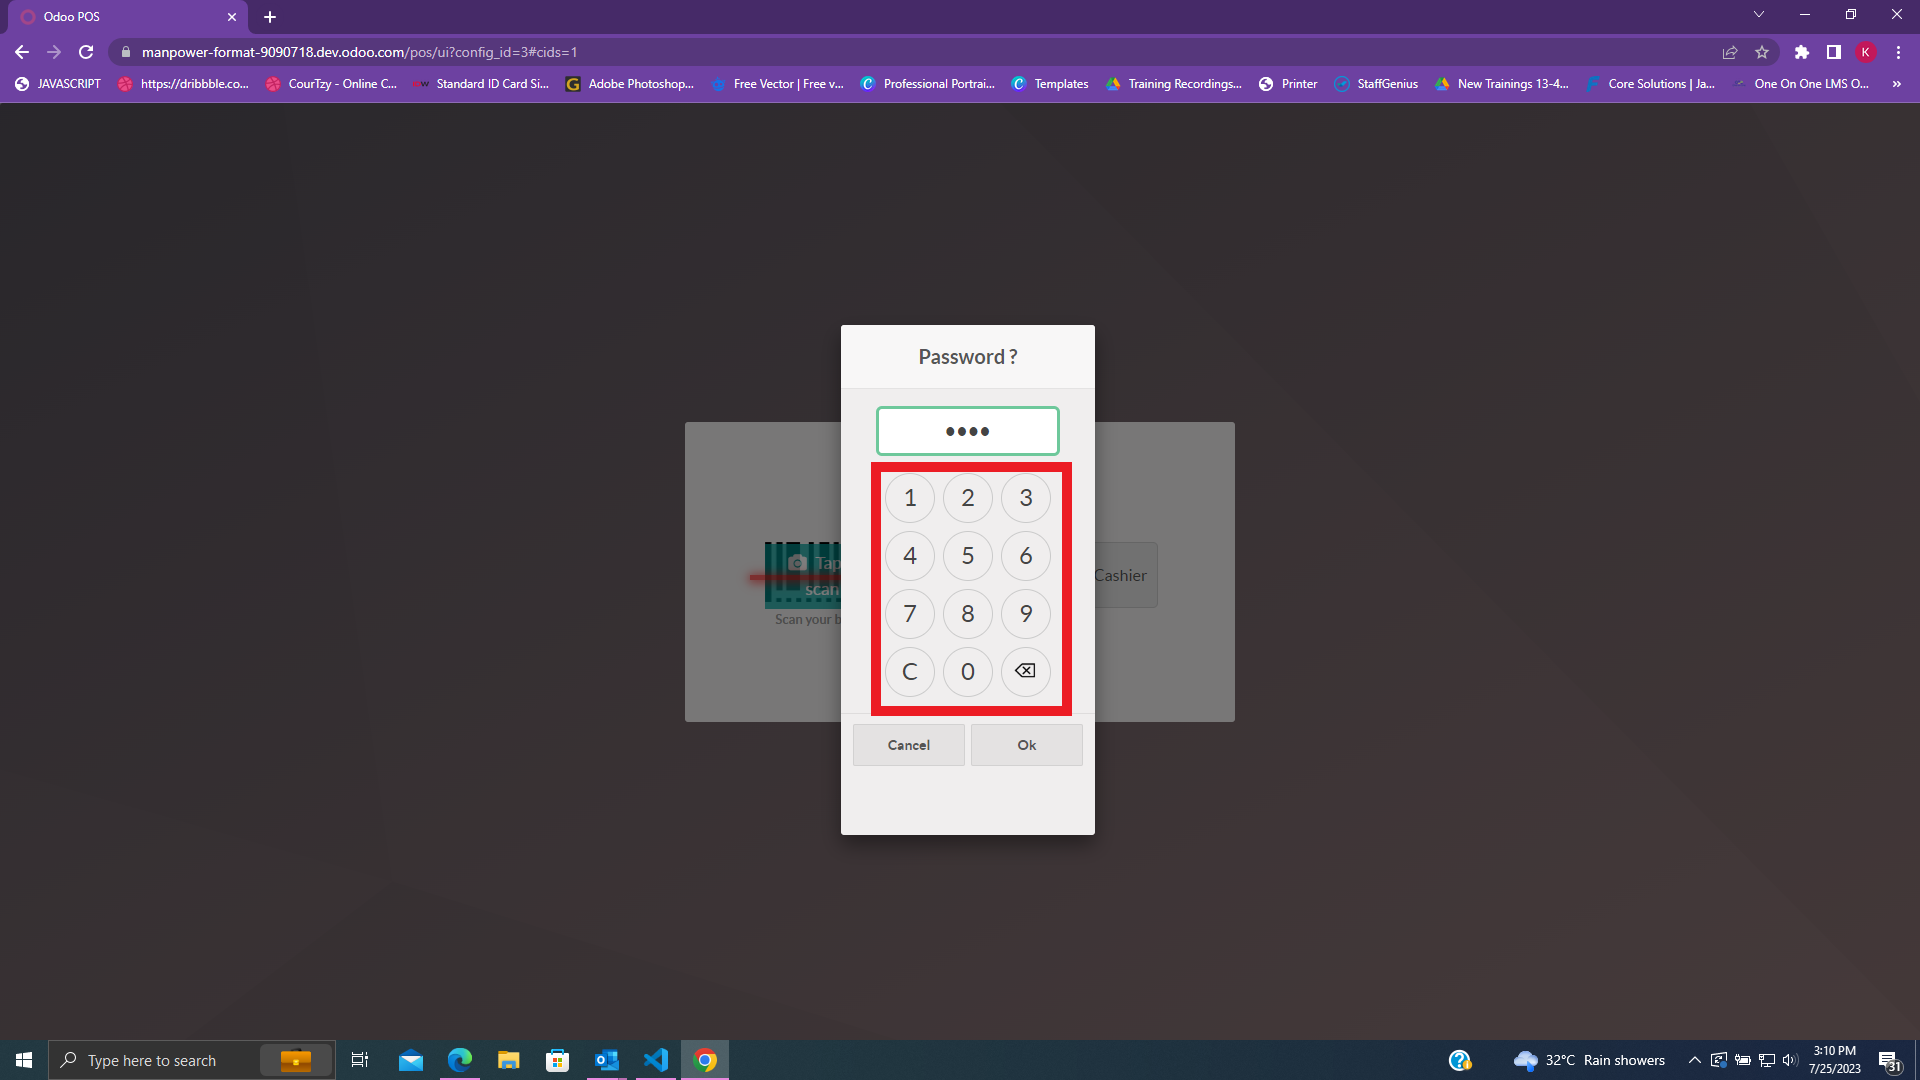 Odoo POS
manpower-format-9090718.dev.odoo.com/pos/ui?config_id=3#cids=1
K
JAVASCRIPT
https://dribbble.co...
CourTzy - Online C...
Standard ID Card Si...
G
Adobe Photoshop...
Free Vector | Free v...
C
Professional Portrai...
C
Templates
Training Recordings...
Printer
StaffGenius
New Trainings 13-4...
Core Solutions | Ja...
One On One LMS O...
»
Password ?
••••
1 2 3
4 5 6
7 8 9
C 0
Tap
scan
Scan your b
Cashier
Cancel
Ok
Type here to search
32°C Rain showers
3:10 PM
7/25/2023
31